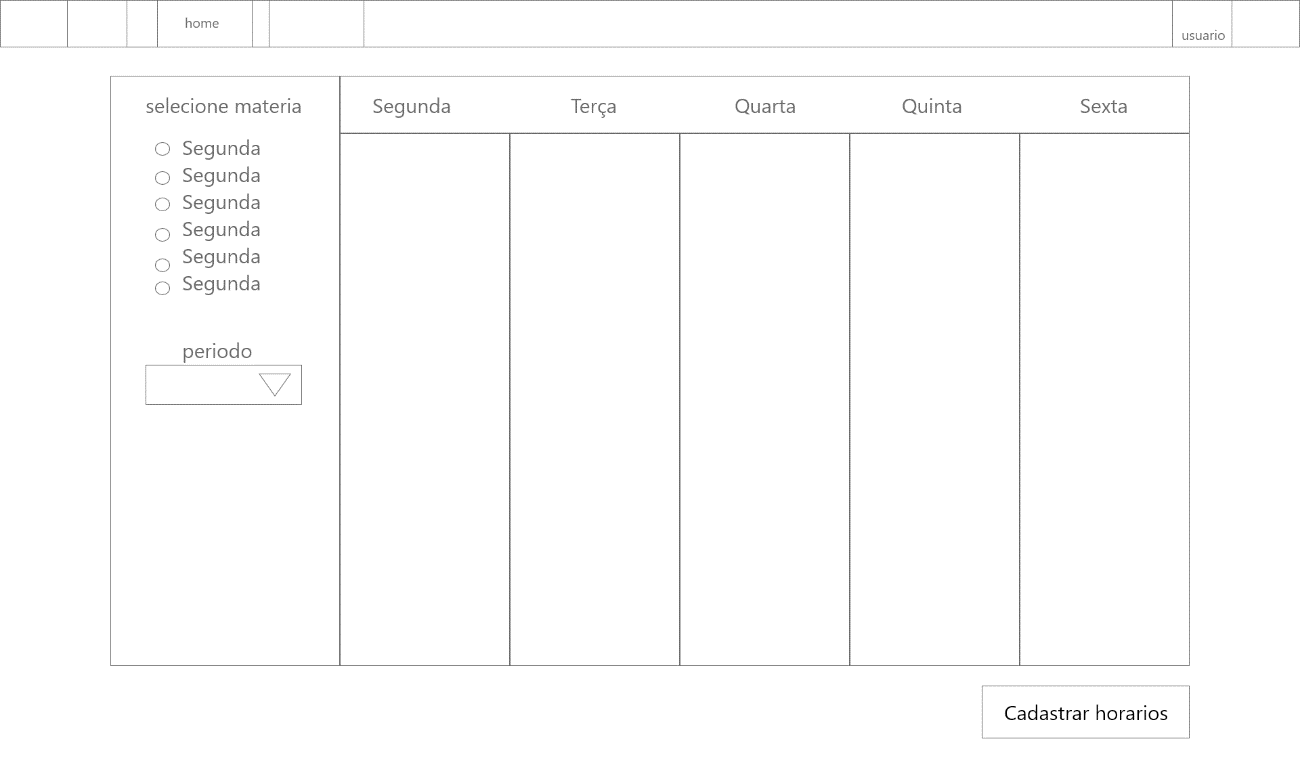 home
usuario
selecione materia
Segunda
Segunda
Segunda
Segunda
Segunda
Segunda
periodo
Segunda Terça Quarta Quinta Sexta
Cadastrar horarios